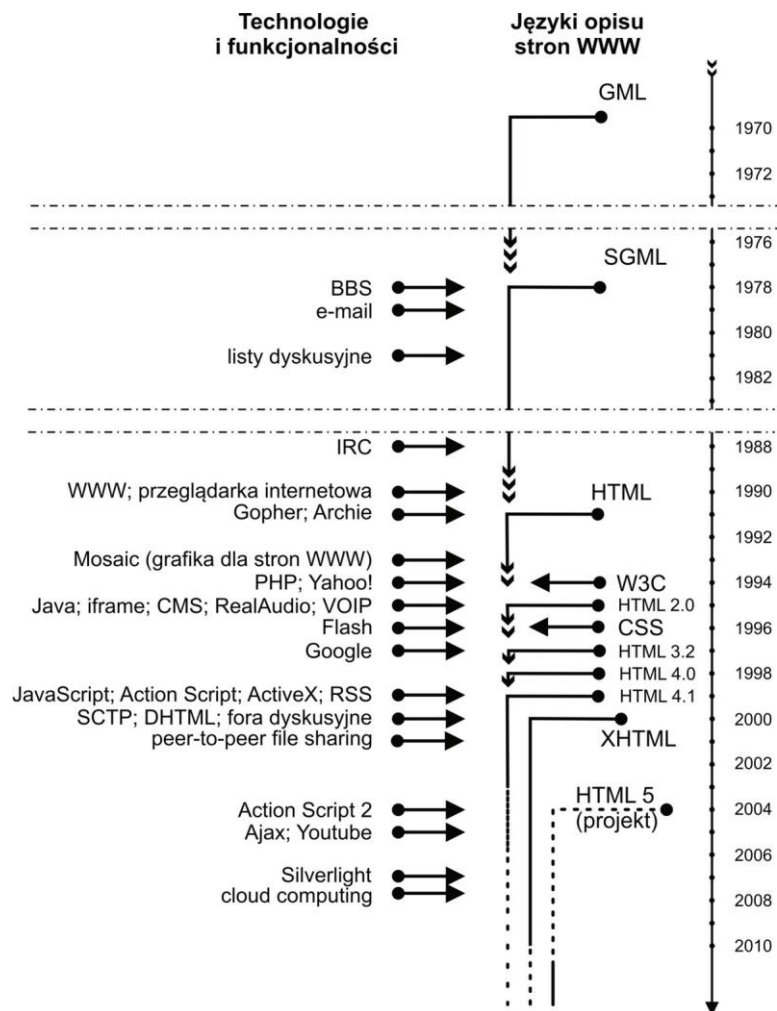 Technologie
i funkcjonalności
Języki opisu
stron WWW
GML
1970
1972
1976
SGML
BBS
1978
e-mail
1980
listy dyskusyjne
1982
IRC
1988
WWW; przeglądarka internetowa
HTML
1990
Gopher; Archie
1992
Mosaic (grafika dla stron WWW)
PHP; Yahoo!
W3C
1994
Java; iframe; CMS; RealAudio; VOIP
HTML 2.0
Flash
CSS
1996
Google
HTML 3.2
HTML 4.0
1998
JavaScript; Action Script; ActiveX; RSS
HTML 4.1
SCTP; DHTML; fora dyskusyjne
2000
peer-to-peer file sharing
XHTML
2002
HTML 5
Action Script 2
(projekt)
2004
Ajax; Youtube
2006
Silverlight
cloud computing
2008
2010